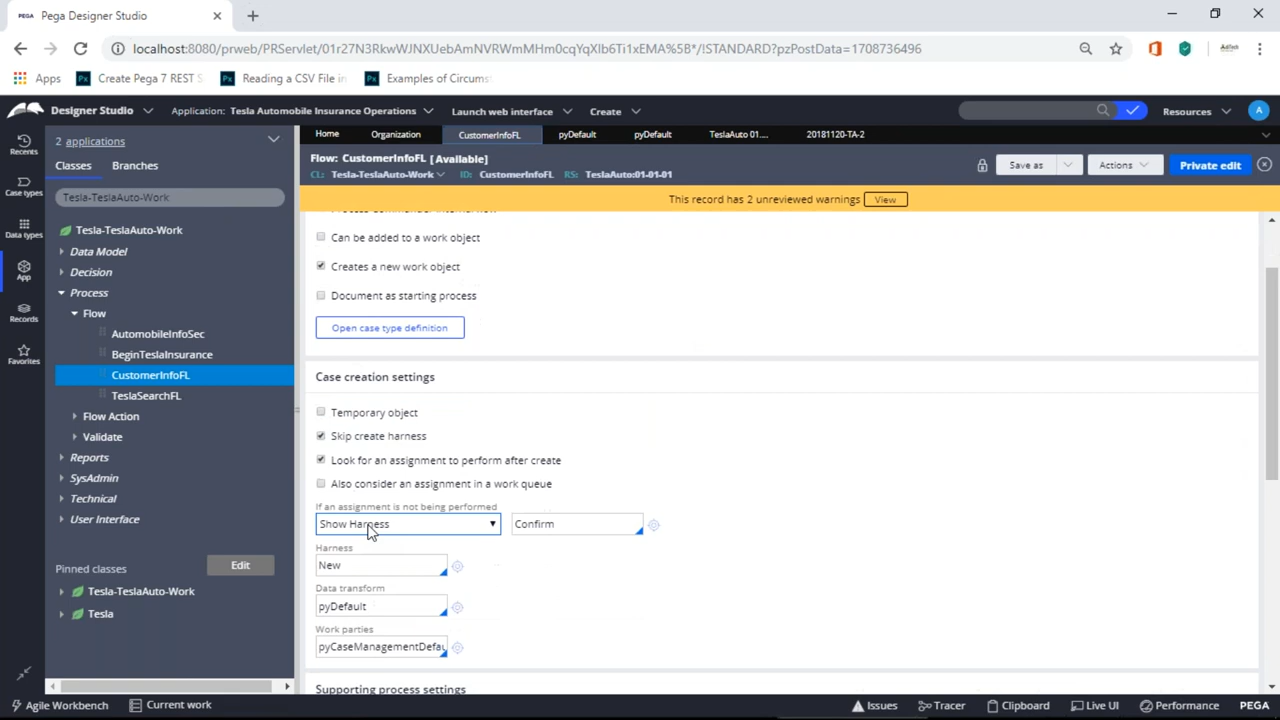 PEGA Pega Designer Studio
localhost:8080/prweb/PRServlet/01r27N3RkwWJNXUebAmNVRWmMHm0cqYqXlb6Ti1xEMA%5B*/!STANDARD?pzPostData=1708736496
Apps Create Pega 7 REST S Reading a CSV File in Examples of Circums
Designer Studio Application: Tesla Automobile Insurance Operations Launch web interface Create Resources A
2 applications
Home Organization CustomerInfoFL pyDefault pyDefault TeslaAuto 01.... 20181120-TA-2
Recents
Classes Branches
Flow: CustomerInfoFL [Available]
CL: Tesla-TeslaAuto-Work ID: CustomerInfoFL RS: TeslaAuto:01-01-01
Save as Actions Private edit
Case types
Tesla-TeslaAuto-Work
This record has 2 unreviewed warnings View
Data types
Tesla-TeslaAuto-Work
Can be added to a work object
Data Model
Creates a new work object
Decision
App
Document as starting process
Process
Open case type definition
Flow
Records
AutomobileInfoSec
BeginTeslaInsurance
Favorites
CustomerInfoFL
Case creation settings
TeslaSearchFL
Temporary object
Flow Action
Skip create harness
Validate
Look for an assignment to perform after create
Reports
Also consider an assignment in a work queue
SysAdmin
If an assignment is not being performed
Technical
Show Harness Confirm
User Interface
Harness
New
Pinned classes Edit
Data transform
Tesla-TeslaAuto-Work
pyDefault
Tesla
Work parties
pyCaseManagementDefau
Supporting process settings
Agile Workbench Current work Issues Tracer Clipboard Live UI Performance PEGA